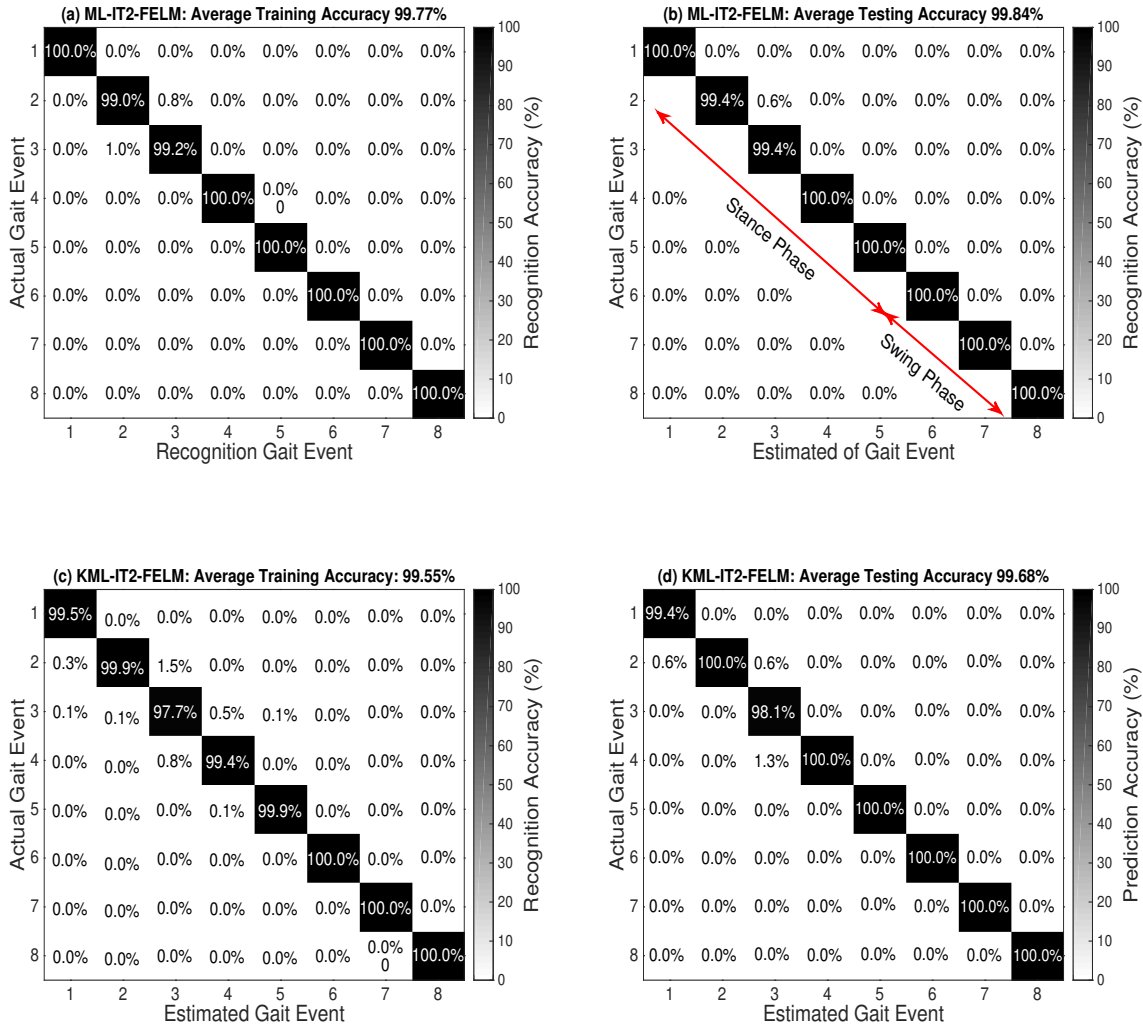 (a) ML-IT2-FELM: Average Training Accuracy 99.77%
Actual Gait Event
1 100.0% 0.0% 0.0% 0.0% 0.0% 0.0% 0.0% 0.0%
2 0.0% 99.0% 0.8% 0.0% 0.0% 0.0% 0.0% 0.0%
3 0.0% 1.0% 99.2% 0.0% 0.0% 0.0% 0.0% 0.0%
4 0.0% 0.0% 0.0% 100.0% 0.0% 0.0% 0.0% 0.0%
0
5 0.0% 0.0% 0.0% 0.0% 100.0% 0.0% 0.0% 0.0%
6 0.0% 0.0% 0.0% 0.0% 0.0% 100.0% 0.0% 0.0%
7 0.0% 0.0% 0.0% 0.0% 0.0% 0.0% 100.0% 0.0%
8 0.0% 0.0% 0.0% 0.0% 0.0% 0.0% 0.0% 100.0%
1 2 3 4 5 6 7 8
Recognition Gait Event
100
90
80
70
60
50
40
30
20
10
0
Recognition Accuracy (%)
(b) ML-IT2-FELM: Average Testing Accuracy 99.84%
Actual Gait Event
1 100.0% 0.0% 0.0% 0.0% 0.0% 0.0% 0.0% 0.0%
2 99.4% 0.6% 0.0% 0.0% 0.0% 0.0% 0.0%
3 99.4% 0.0% 0.0% 0.0% 0.0% 0.0%
4 0.0% 100.0% 0.0% 0.0% 0.0% 0.0%
5 0.0% 0.0% 100.0% 0.0% 0.0% 0.0%
6 0.0% 0.0% 0.0% 100.0% 0.0% 0.0%
7 0.0% 0.0% 0.0% 0.0% 100.0% 0.0%
8 0.0% 0.0% 0.0% 0.0% 0.0% 100.0%
Stance Phase
Swing Phase
1 2 3 4 5 6 7 8
Estimated of Gait Event
100
90
80
70
60
50
40
30
20
10
0
Recognition Accuracy (%)
(c) KML-IT2-FELM: Average Training Accuracy: 99.55%
Actual Gait Event
1 99.5% 0.0% 0.0% 0.0% 0.0% 0.0% 0.0% 0.0%
2 0.3% 99.9% 1.5% 0.0% 0.0% 0.0% 0.0% 0.0%
3 0.1% 0.1% 97.7% 0.5% 0.1% 0.0% 0.0% 0.0%
4 0.0% 0.0% 0.8% 99.4% 0.0% 0.0% 0.0% 0.0%
5 0.0% 0.0% 0.0% 0.1% 99.9% 0.0% 0.0% 0.0%
6 0.0% 0.0% 0.0% 0.0% 0.0% 100.0% 0.0% 0.0%
7 0.0% 0.0% 0.0% 0.0% 0.0% 0.0% 100.0% 0.0%
8 0.0% 0.0% 0.0% 0.0% 0.0% 0.0% 0.0% 100.0%
0
1 2 3 4 5 6 7 8
Estimated Gait Event
100
90
80
70
60
50
40
30
20
10
0
Recognition Accuracy (%)
(d) KML-IT2-FELM: Average Testing Accuracy 99.68%
Actual Gait Event
1 99.4% 0.0% 0.0% 0.0% 0.0% 0.0% 0.0% 0.0%
2 0.6% 100.0% 0.6% 0.0% 0.0% 0.0% 0.0% 0.0%
3 0.0% 0.0% 98.1% 0.0% 0.0% 0.0% 0.0% 0.0%
4 0.0% 0.0% 1.3% 100.0% 0.0% 0.0% 0.0% 0.0%
5 0.0% 0.0% 0.0% 0.0% 100.0% 0.0% 0.0% 0.0%
6 0.0% 0.0% 0.0% 0.0% 0.0% 100.0% 0.0% 0.0%
7 0.0% 0.0% 0.0% 0.0% 0.0% 0.0% 100.0% 0.0%
8 0.0% 0.0% 0.0% 0.0% 0.0% 0.0% 0.0% 100.0%
1 2 3 4 5 6 7 8
Estimated Gait Event
100
90
80
70
60
50
40
30
20
10
0
Prediction Accuracy (%)